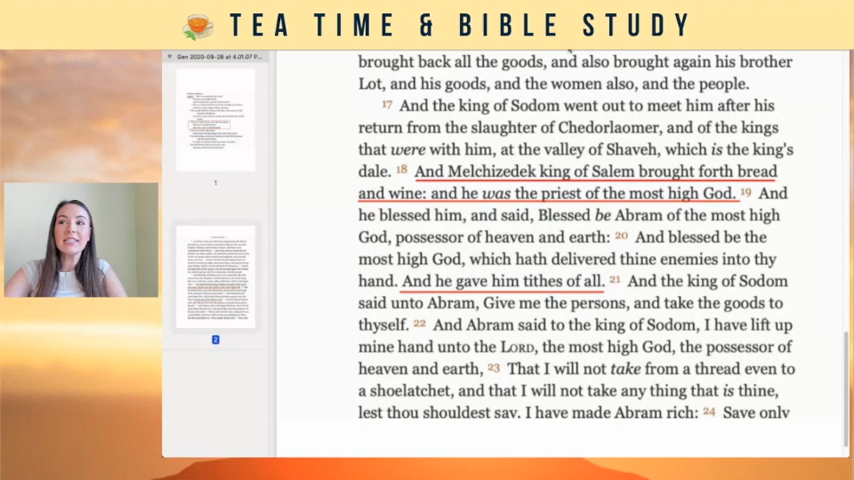 TEA TIME & BIBLE STUDY
Gen 2020-09-28 at 4.01.07 P...
1
2
brought back all the goods, and also brought again his brother
Lot, and his goods, and the women also, and the people.
17 And the king of Sodom went out to meet him after his
return from the slaughter of Chedorlaomer, and of the kings
that were with him, at the valley of Shaveh, which is the king's
dale. 18 And Melchizedek king of Salem brought forth bread
and wine: and he was the priest of the most high God. 19 And
he blessed him, and said, Blessed be Abram of the most high
God, possessor of heaven and earth: 20 And blessed be the
most high God, which hath delivered thine enemies into thy
hand. And he gave him tithes of all. 21 And the king of Sodom
said unto Abram, Give me the persons, and take the goods to
thyself. 22 And Abram said to the king of Sodom, I have lift up
mine hand unto the LORD, the most high God, the possessor of
heaven and earth, 23 That I will not take from a thread even to
a shoelatchet, and that I will not take any thing that is thine,
lest thou shouldest say, I have made Abram rich: 24 Save only